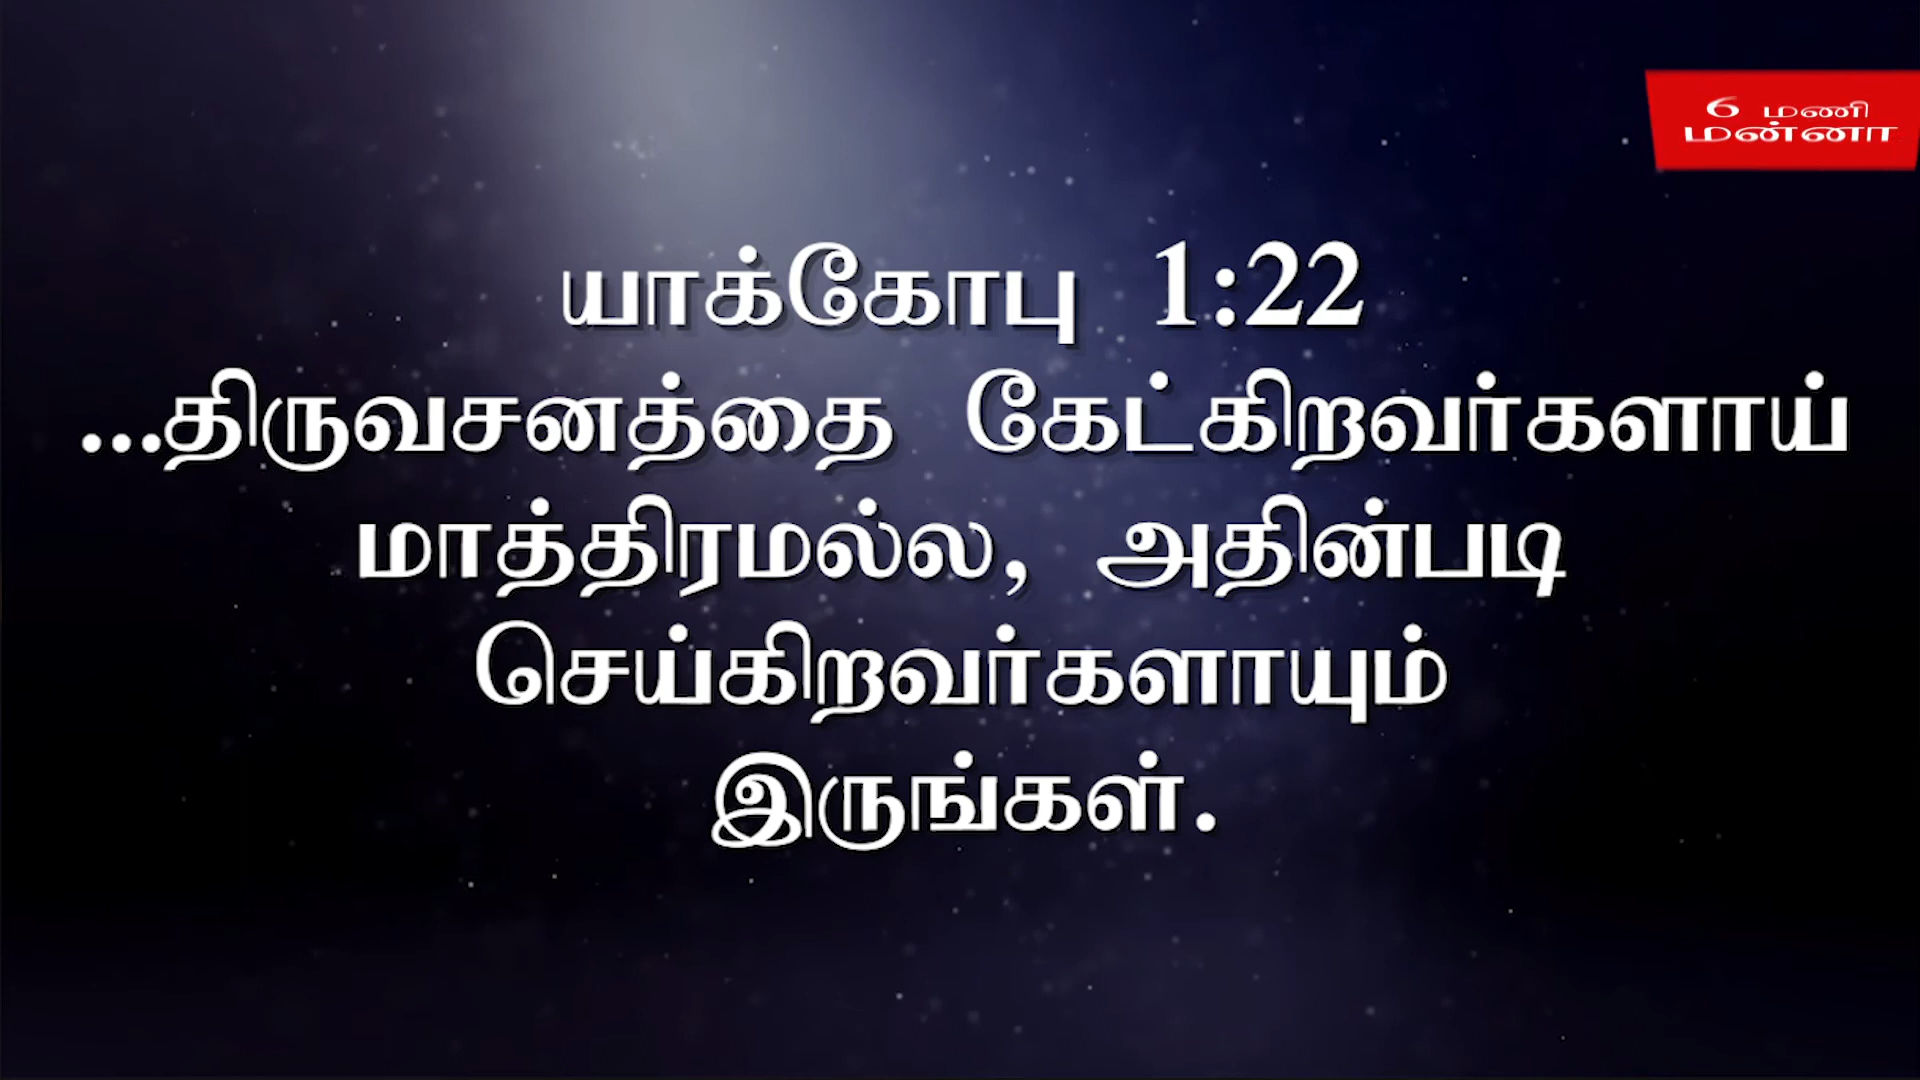 6 மணி
மன்னா
யாக்கோபு 1:22
...திருவசனத்தை கேட்கிறவர்களாய்
மாத்திரமல்ல, அதின்படி
செய்கிறவர்களாயும்
இருங்கள்.